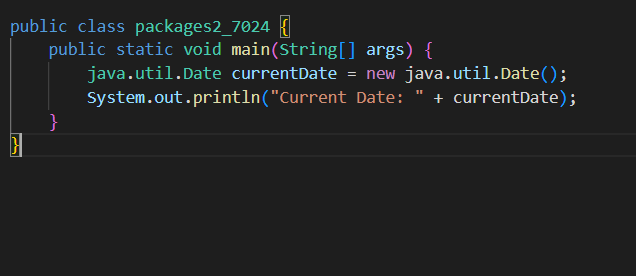 public class packages2_7024 {
    public static void main(String[] args) {
        java.util.Date currentDate = new java.util.Date();
        System.out.println("Current Date: " + currentDate);
    }
}